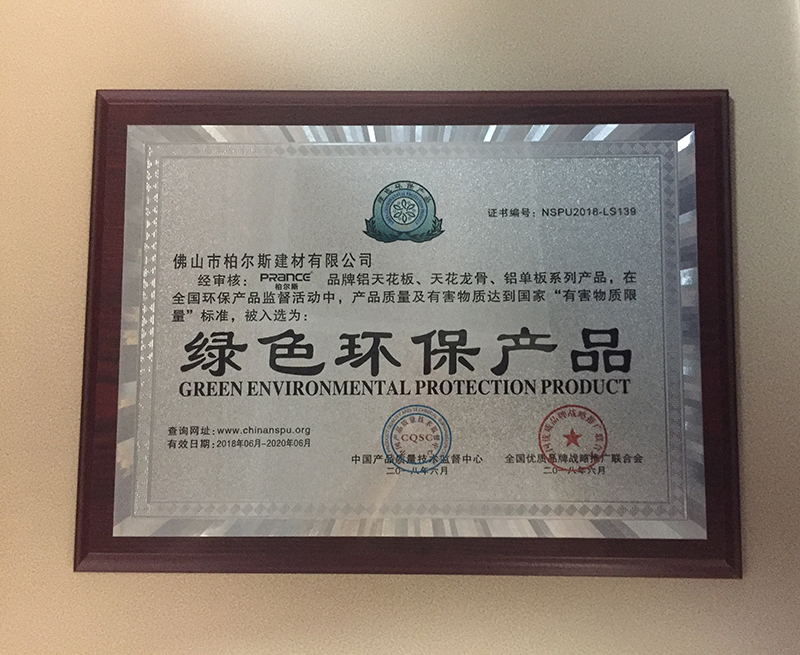 绿色环保产品
证书编号：NSPU2018-LS139
佛山市柏尔斯建材有限公司
经审核：PRANCE 柏尔斯 品牌铝天花板、天花龙骨、铝单板系列产品，在
全国环保产品监督活动中，产品质量及有害物质达到国家“有害物质限
量”标准，被入选为：
绿色环保产品
GREEN ENVIRONMENTAL PROTECTION PRODUCT
查询网址：www.chinanspu.org
有效日期：2018年06月-2020年06月
CQSC
中国产品质量技术监督中心
二〇一八年六月
全国优质品牌战略推广联合会
二〇一八年六月